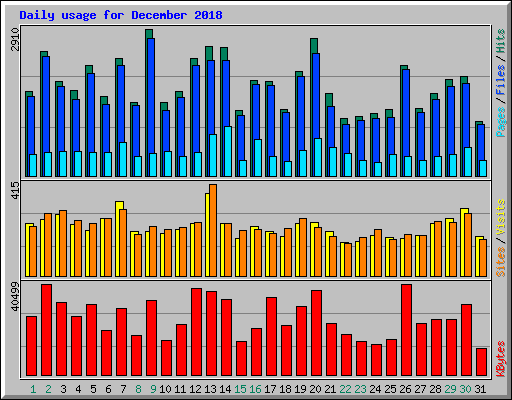 Daily usage for December 2018
2910
Pages / Files / Hits
415
Sites / Visits
40499
KBytes
1 2 3 4 5 6 7 8 9 10 11 12 13 14 15 16 17 18 19 20 21 22 23 24 25 26 27 28 29 30 31